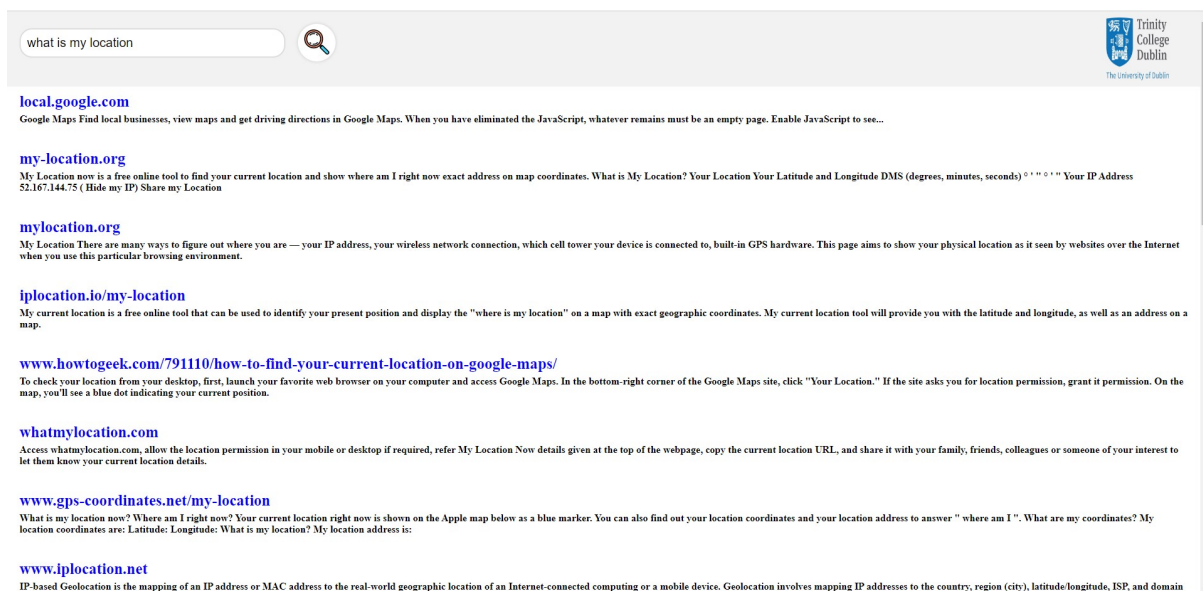 what is my location
Trinity
College
Dublin
The University of Dublin
local.google.com
Google Maps Find local businesses, view maps and get driving directions in Google Maps. When you have eliminated the JavaScript, whatever remains must be an empty page. Enable JavaScript to see...
my-location.org
My Location now is a free online tool to find your current location and show where am I right now exact address on map coordinates. What is My Location? Your Location Your Latitude and Longitude DMS (degrees, minutes, seconds) ° ' " ° ' " Your IP Address
52.167.144.75 ( Hide my IP) Share my Location
mylocation.org
My Location There are many ways to figure out where you are — your IP address, your wireless network connection, which cell tower your device is connected to, built-in GPS hardware. This page aims to show your physical location as it seen by websites over the Internet
when you use this particular browsing environment.
iplocation.io/my-location
My current location is a free online tool that can be used to identify your present position and display the "where is my location" on a map with exact geographic coordinates. My current location tool will provide you with the latitude and longitude, as well as an address on a
map.
www.howtogeek.com/791110/how-to-find-your-current-location-on-google-maps/
To check your location from your desktop, first, launch your favorite web browser on your computer and access Google Maps. In the bottom-right corner of the Google Maps site, click "Your Location." If the site asks you for location permission, grant it permission. On the
map, you'll see a blue dot indicating your current position.
whatmylocation.com
Access whatmylocation.com, allow the location permission in your mobile or desktop if required, refer My Location Now details given at the top of the webpage, copy the current location URL, and share it with your family, friends, colleagues or someone of your interest to
let them know your current location details.
www.gps-coordinates.net/my-location
What is my location now? Where am I right now? Your current location right now is shown on the Apple map below as a blue marker. You can also find out your location coordinates and your location address to answer " where am I ". What are my coordinates? My
location coordinates are: Latitude: Longitude: What is my location? My location address is:
www.iplocation.net
IP-based Geolocation is the mapping of an IP address or MAC address to the real-world geographic location of an Internet-connected computing or a mobile device. Geolocation involves mapping IP addresses to the country, region (city), latitude/longitude, ISP, and domain